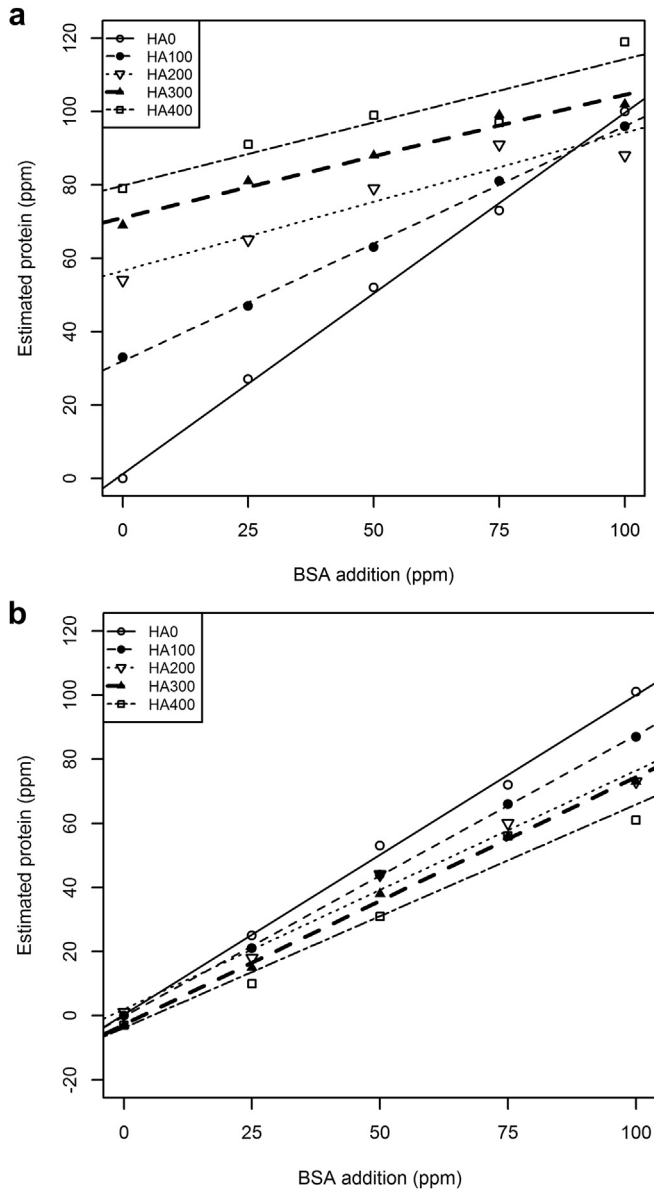 a
120
100
80
60
40
20
0
Estimated protein (ppm)
HA0
HA100
HA200
HA300
HA400
0 25 50 75 100
BSA addition (ppm)
b
120
100
80
60
40
20
0
-20
Estimated protein (ppm)
HA0
HA100
HA200
HA300
HA400
0 25 50 75 100
BSA addition (ppm)